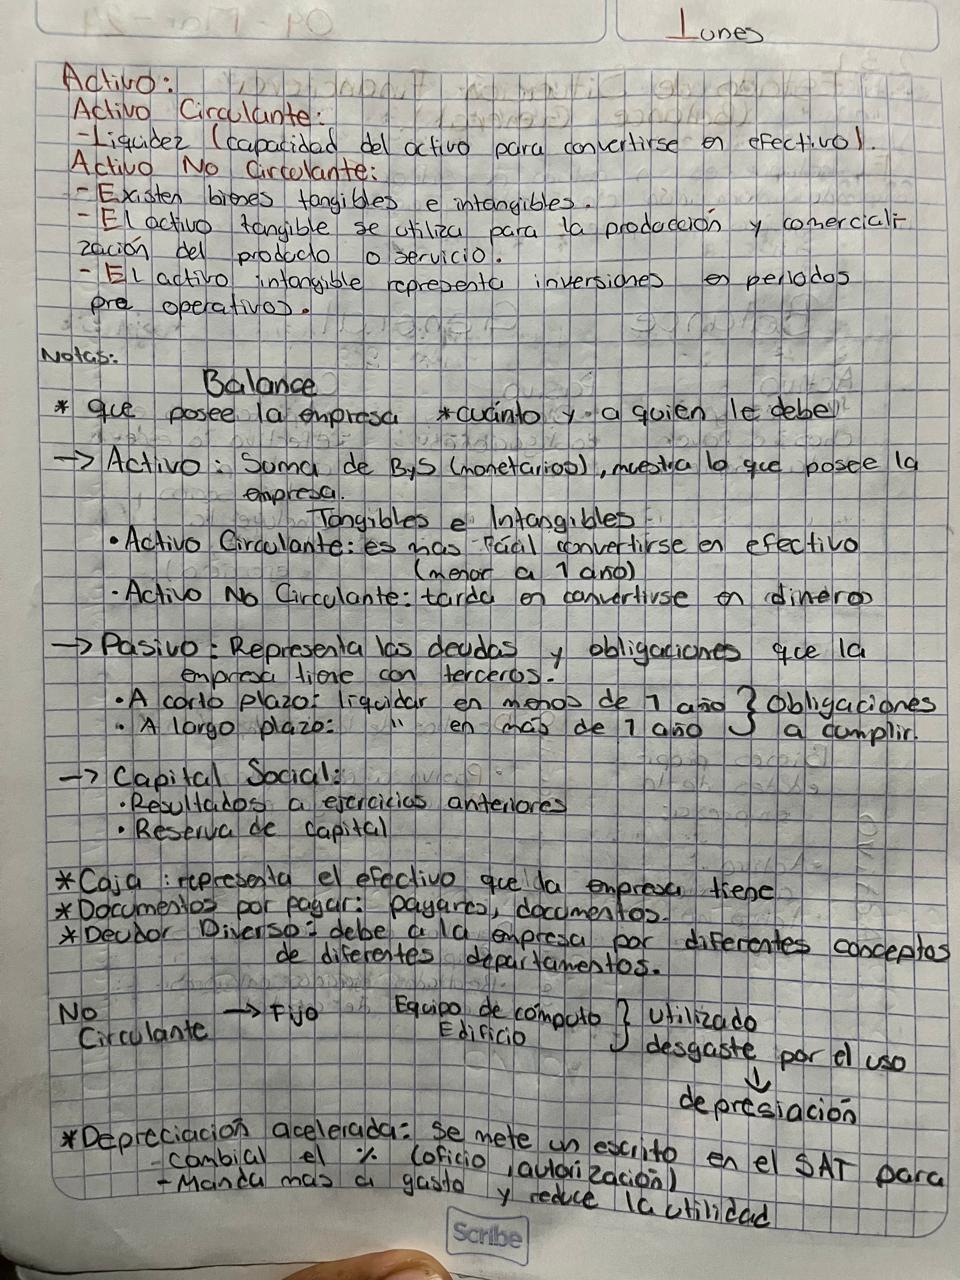 Lunes
Activo:
Activo Circulante:
-Liquidez (capacidad del activo para convertirse en efectivo).
Activo No Circulante:
- Existen bienes tangibles e intangibles.
- El activo tangible se utiliza para la producción y comerciali-
zación del producto o servicio.
- El activo intangible representa inversiones en periodos
pre operativos.
Notas:
Balance
* que posee la empresa *cuánto y a quien le debe
→ Activo: Suma de ByS (monetarios), muestra lo que posee la
empresa.
Tangibles e Intangibles
• Activo Circulante: es mas fácil convertirse en efectivo
(menor a 1 año)
· Activo No Circulante: tarda en convertirse en dinero
→ Pasivo: Representa las deudas y obligaciones que la
empresa tiene con terceros.
• A corto plazo: liquidar en menos de 1 año } Obligaciones
• A largo plazo: " en más de 1 año } a cumplir.
→ Capital Social:
• Resultados a ejercicios anteriores
• Reserva de capital
*Caja: representa el efectivo que la empresa tiene
*Documentos por pagar: pagares, documentos.
*Deudor Diverso: debe a la empresa por diferentes conceptos
de diferentes departamentos.
No → Fijo Equipo de cómputo } utilizado
Circulante Edificio } desgaste por el uso
↓
depresiación
*Depreciación acelerada: se mete un escrito en el SAT para
- cambiar el % (oficio, autorización)
- Manda mas a gasto y reduce la utilidad
Scribe